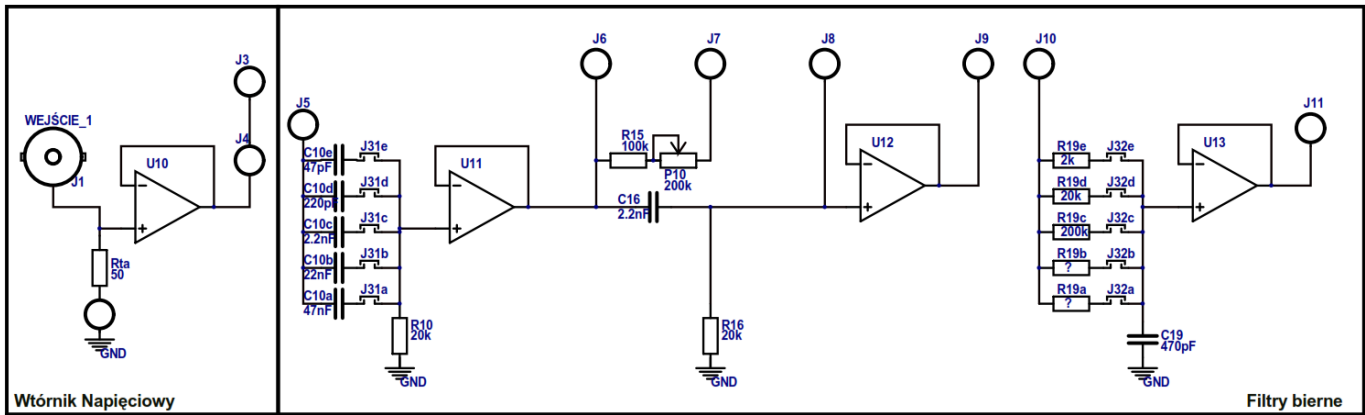 WEJŚCIE_1
J1
Rta
50
GND
U10
J3
J4
Wtórnik Napięciowy
J5
C10e
47pF
J31e
C10d
220pF
J31d
C10c
2.2nF
J31c
C10b
22nF
J31b
C10a
47nF
J31a
R10
20k
GND
U11
J6
J7
R15
100k
P10
200k
C16
2.2nF
R16
20k
GND
J8
U12
J9
J10
R19e
2k
J32e
R19d
20k
J32d
R19c
200k
J32c
R19b
?
J32b
R19a
?
J32a
C19
470pF
GND
U13
J11
Filtry bierne